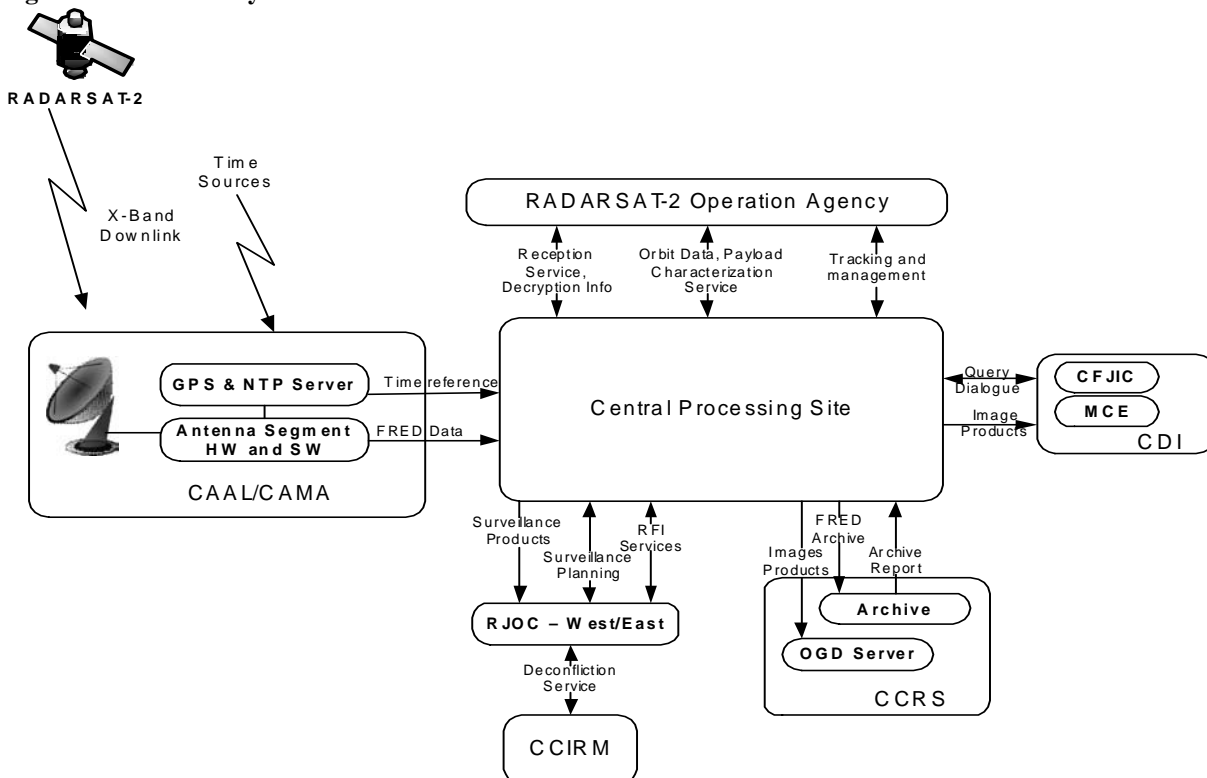 RADARSAT-2
Time
Sources
X-Band
Downlink
RADARSAT-2 Operation Agency
Reception
Service,
Decryption Info
Orbit Data, Payload
Characterization
Service
Tracking and
management
GPS & NTP Server
Antenna Segment
HW and SW
CAAL/CAMA
Time reference
FRED Data
Central Processing Site
Query
Dialogue
Image
Products
CFJIC
MCE
CDI
Surveillance
Products
Surveillance
Planning
RFI
Services
Images
Products
FRED
Archive
Archive
Report
RJOC – West/East
Archive
OGD Server
CCRS
Deconfliction
Service
CCIRM